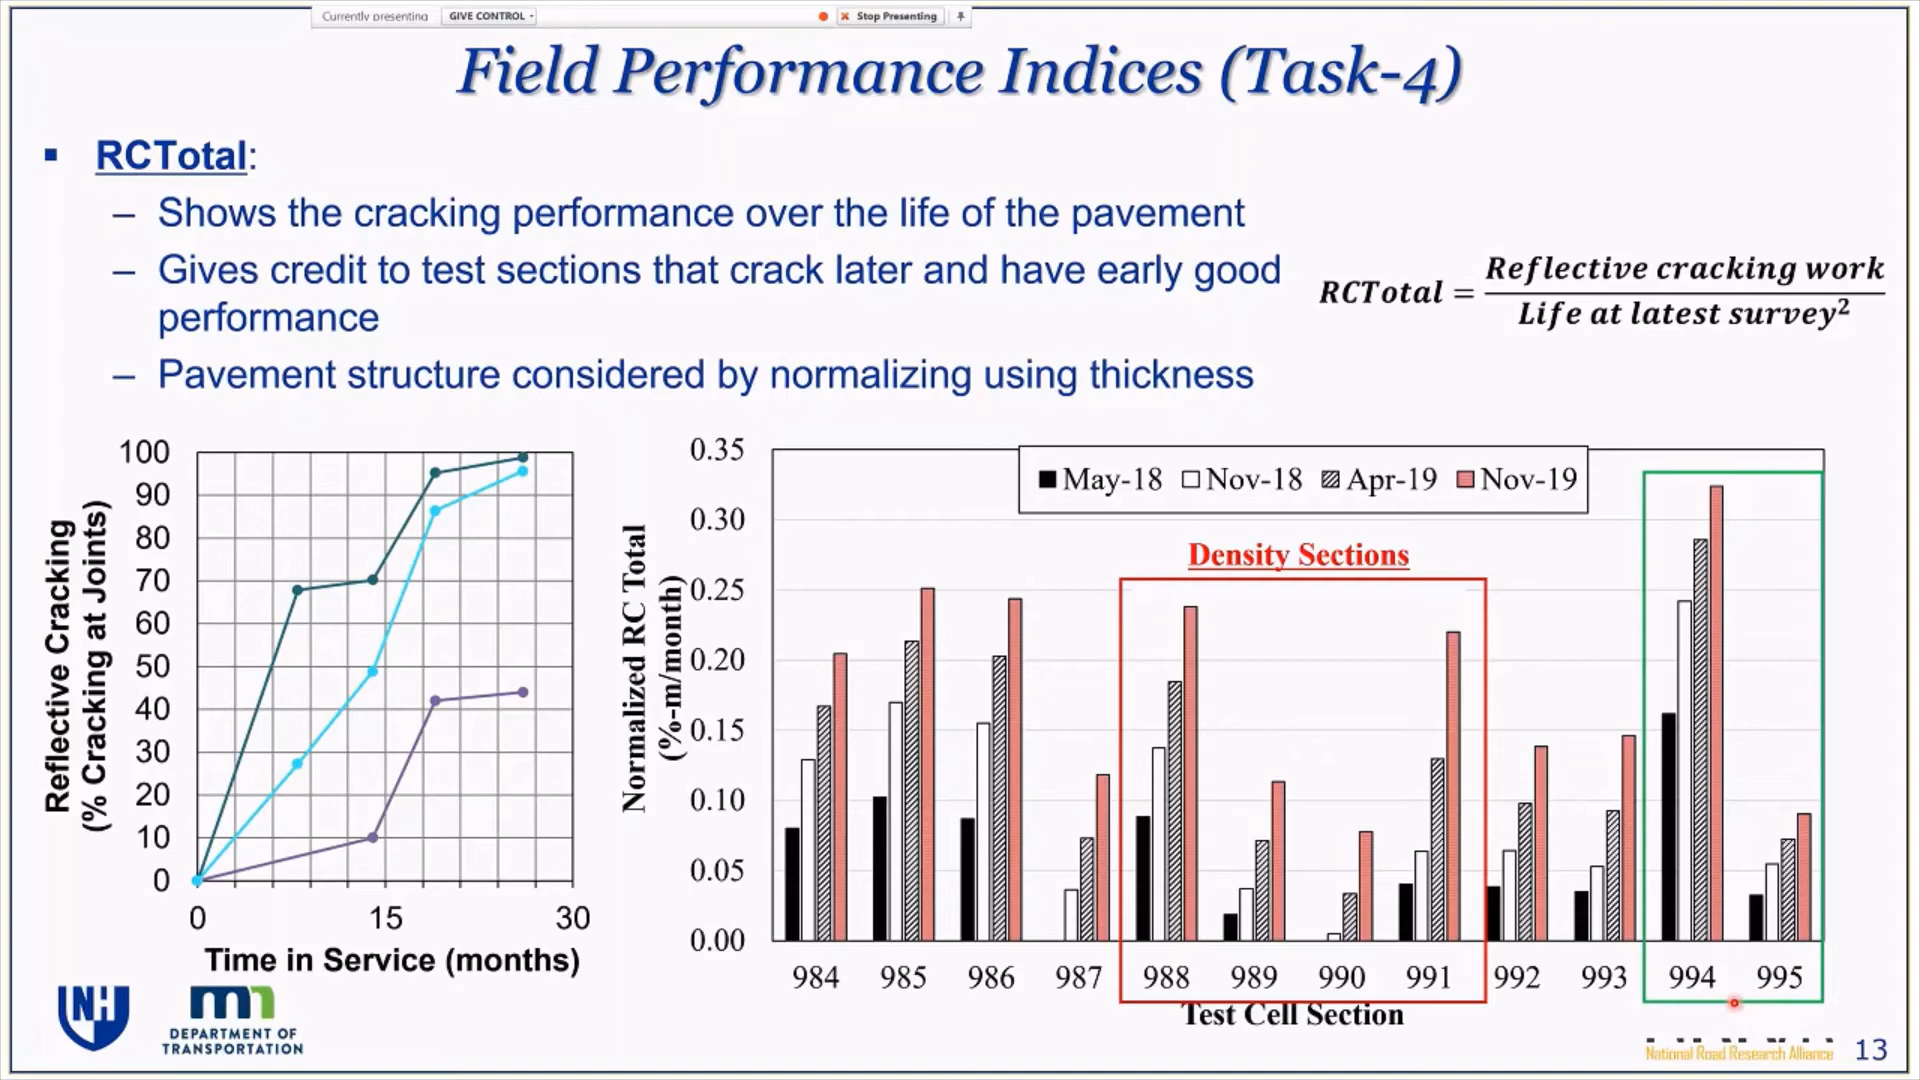 Currently presenting GIVE CONTROL Stop Presenting
Field Performance Indices (Task-4)
RCTotal:
– Shows the cracking performance over the life of the pavement
– Gives credit to test sections that crack later and have early good
performance
– Pavement structure considered by normalizing using thickness
RCTotal = Reflective cracking work
Life at latest survey²
Reflective Cracking
(% Cracking at Joints)
100
90
80
70
60
50
40
30
20
10
0
0 15 30
Time in Service (months)
Normalized RC Total
(%-m/month)
0.35
0.30
0.25
0.20
0.15
0.10
0.05
0.00
May-18 Nov-18 Apr-19 Nov-19
Density Sections
984 985 986 987 988 989 990 991 992 993 994 995
Test Cell Section
NH
mn
DEPARTMENT OF
TRANSPORTATION
National Road Research Alliance
13